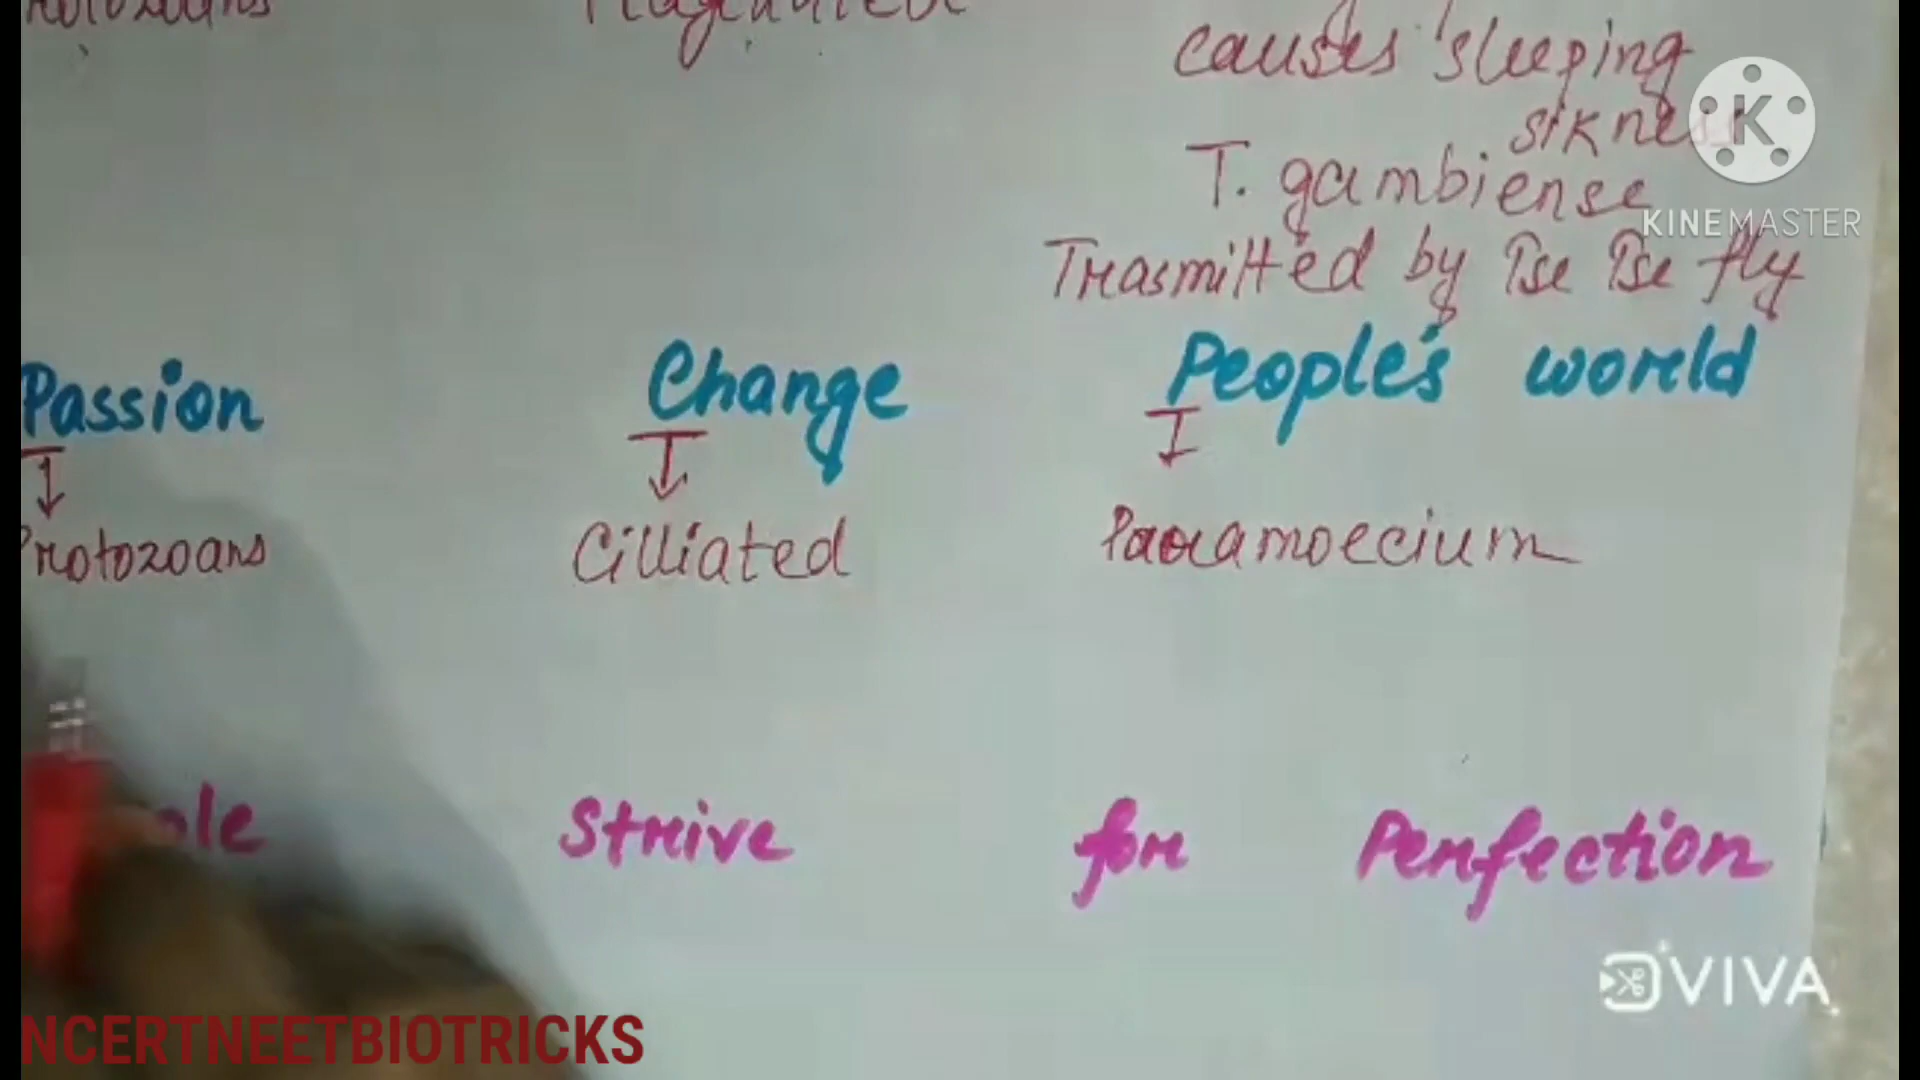 causes sleeping
sikness
T. gambiense
Trasmitted by Tse Tse fly
Passion Change People's world
Protozoans Cilliated Paramoecium
Strive for Perfection
KINEMASTER
VIVA
NCERTNEETBIOTRICKS